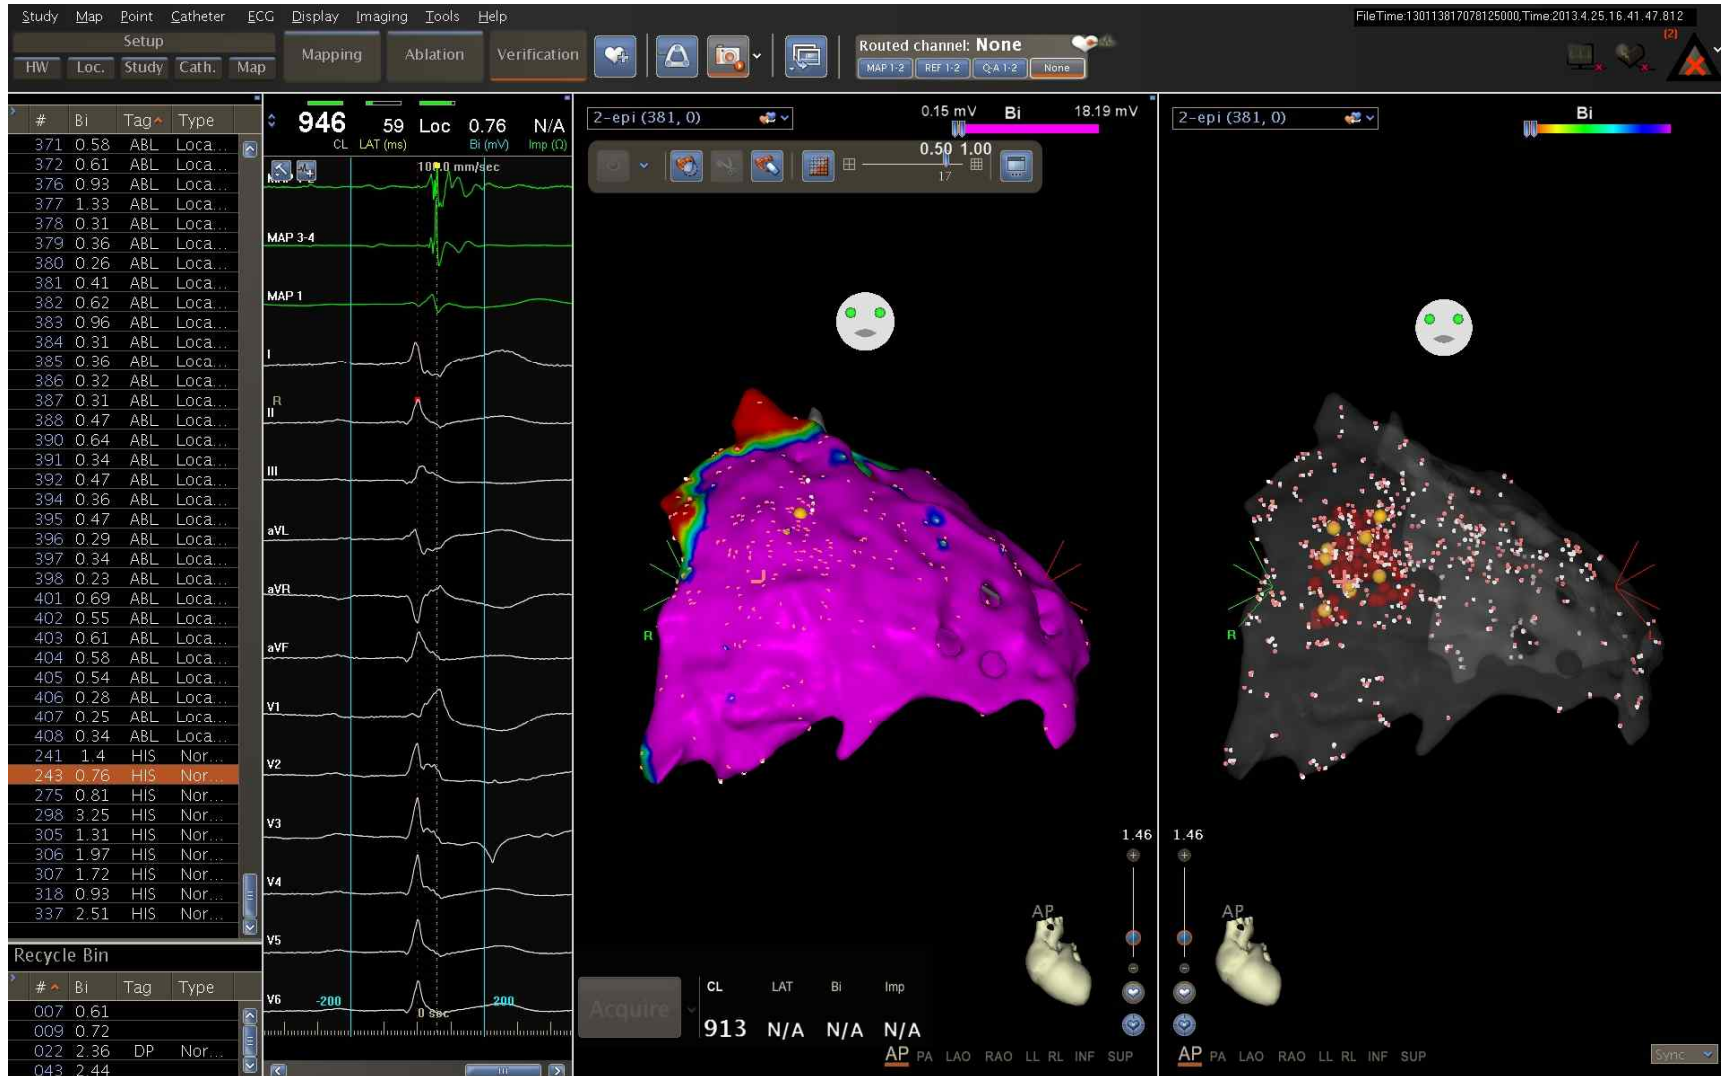 Study Map Point Catheter ECG Display Imaging Tools Help
FileTime:130113817078125000,Time:2013.4.25.16.41.47.812
Setup
HW Loc. Study Cath. Map
Mapping Ablation Verification
Routed channel: None
MAP 1-2 REF 1-2 QA 1-2 None
(2)
# Bi Tag Type
371 0.58 ABL Loca...
372 0.61 ABL Loca...
376 0.93 ABL Loca...
377 1.33 ABL Loca...
378 0.31 ABL Loca...
379 0.36 ABL Loca...
380 0.26 ABL Loca...
381 0.41 ABL Loca...
382 0.62 ABL Loca...
383 0.96 ABL Loca...
384 0.31 ABL Loca...
385 0.36 ABL Loca...
386 0.32 ABL Loca...
387 0.31 ABL Loca...
388 0.47 ABL Loca...
390 0.64 ABL Loca...
391 0.34 ABL Loca...
392 0.47 ABL Loca...
394 0.36 ABL Loca...
395 0.47 ABL Loca...
396 0.29 ABL Loca...
397 0.34 ABL Loca...
398 0.23 ABL Loca...
401 0.69 ABL Loca...
402 0.55 ABL Loca...
403 0.61 ABL Loca...
404 0.58 ABL Loca...
405 0.54 ABL Loca...
406 0.28 ABL Loca...
407 0.25 ABL Loca...
408 0.34 ABL Loca...
241 1.4 HIS Nor...
243 0.76 HIS Nor...
275 0.81 HIS Nor...
298 3.25 HIS Nor...
305 1.31 HIS Nor...
306 1.97 HIS Nor...
307 1.72 HIS Nor...
318 0.93 HIS Nor...
337 2.51 HIS Nor...
Recycle Bin
# Bi Tag Type
007 0.61
009 0.72
022 2.36 DP Nor...
043 2.44
946 59 Loc 0.76 N/A
CL LAT (ms) Bi (mV) Imp (Ω)
mm/sec
MAP 3-4
MAP 1
I
R
II
III
aVL
aVR
aVF
V1
V2
V3
V4
V5
V6 -200 200
0 sec
2-epi (381, 0)
0.15 mV Bi 18.19 mV
0.50 1.00
17
R
1.46
AP
Acquire
CL LAT Bi Imp
913 N/A N/A N/A
AP PA LAO RAO LL RL INF SUP
2-epi (381, 0)
Bi
R
1.46
AP
AP PA LAO RAO LL RL INF SUP
Sync